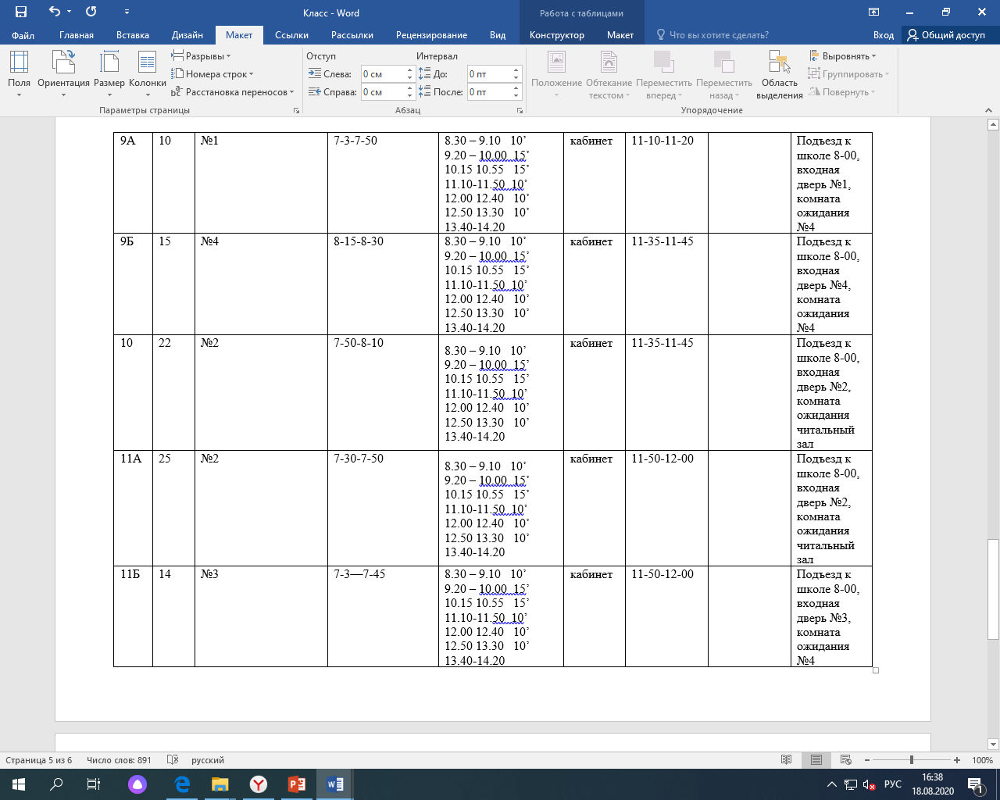 Класс - Word
Работа с таблицами
Файл Главная Вставка Дизайн Макет Ссылки Рассылки Рецензирование Вид Конструктор Макет Что вы хотите сделать? Вход Общий доступ
Поля
Ориентация
Размер
Колонки
Разрывы
Номера строк
Расстановка переносов
Параметры страницы
Отступ
Слева: 0 см
Справа: 0 см
Интервал
До: 0 пт
После: 0 пт
Абзац
Положение
Обтекание текстом
Переместить вперед
Переместить назад
Область выделения
Выровнять
Группировать
Повернуть
Упорядочение
9А 10 №1 7-3-7-50
8.30 – 9.10 10’
9.20 – 10.00 15’
10.15 10.55 15’
11.10-11.50 10’
12.00 12.40 10’
12.50 13.30 10’
13.40-14.20
кабинет 11-10-11-20
Подъезд к
школе 8-00,
входная
дверь №1,
комната
ожидания
№4
9Б 15 №4 8-15-8-30
8.30 – 9.10 10’
9.20 – 10.00 15’
10.15 10.55 15’
11.10-11.50 10’
12.00 12.40 10’
12.50 13.30 10’
13.40-14.20
кабинет 11-35-11-45
Подъезд к
школе 8-00,
входная
дверь №4,
комната
ожидания
№4
10 22 №2 7-50-8-10
8.30 – 9.10 10’
9.20 – 10.00 15’
10.15 10.55 15’
11.10-11.50 10’
12.00 12.40 10’
12.50 13.30 10’
13.40-14.20
кабинет 11-35-11-45
Подъезд к
школе 8-00,
входная
дверь №2,
комната
ожидания
читальный
зал
11А 25 №2 7-30-7-50
8.30 – 9.10 10’
9.20 – 10.00 15’
10.15 10.55 15’
11.10-11.50 10’
12.00 12.40 10’
12.50 13.30 10’
13.40-14.20
кабинет 11-50-12-00
Подъезд к
школе 8-00,
входная
дверь №2,
комната
ожидания
читальный
зал
11Б 14 №3 7-3—7-45
8.30 – 9.10 10’
9.20 – 10.00 15’
10.15 10.55 15’
11.10-11.50 10’
12.00 12.40 10’
12.50 13.30 10’
13.40-14.20
кабинет 11-50-12-00
Подъезд к
школе 8-00,
входная
дверь №3,
комната
ожидания
№4
Страница 5 из 6 Число слов: 891 русский 100%
РУС 16:38
18.08.2020
1